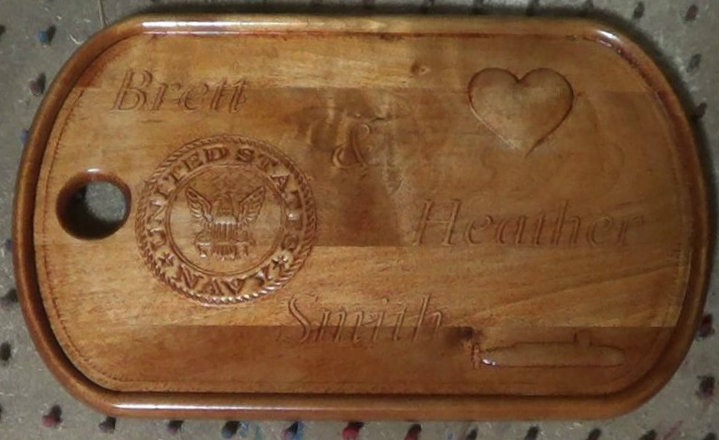 Brett
&
Heather
Smith
UNITED STATES NAVY